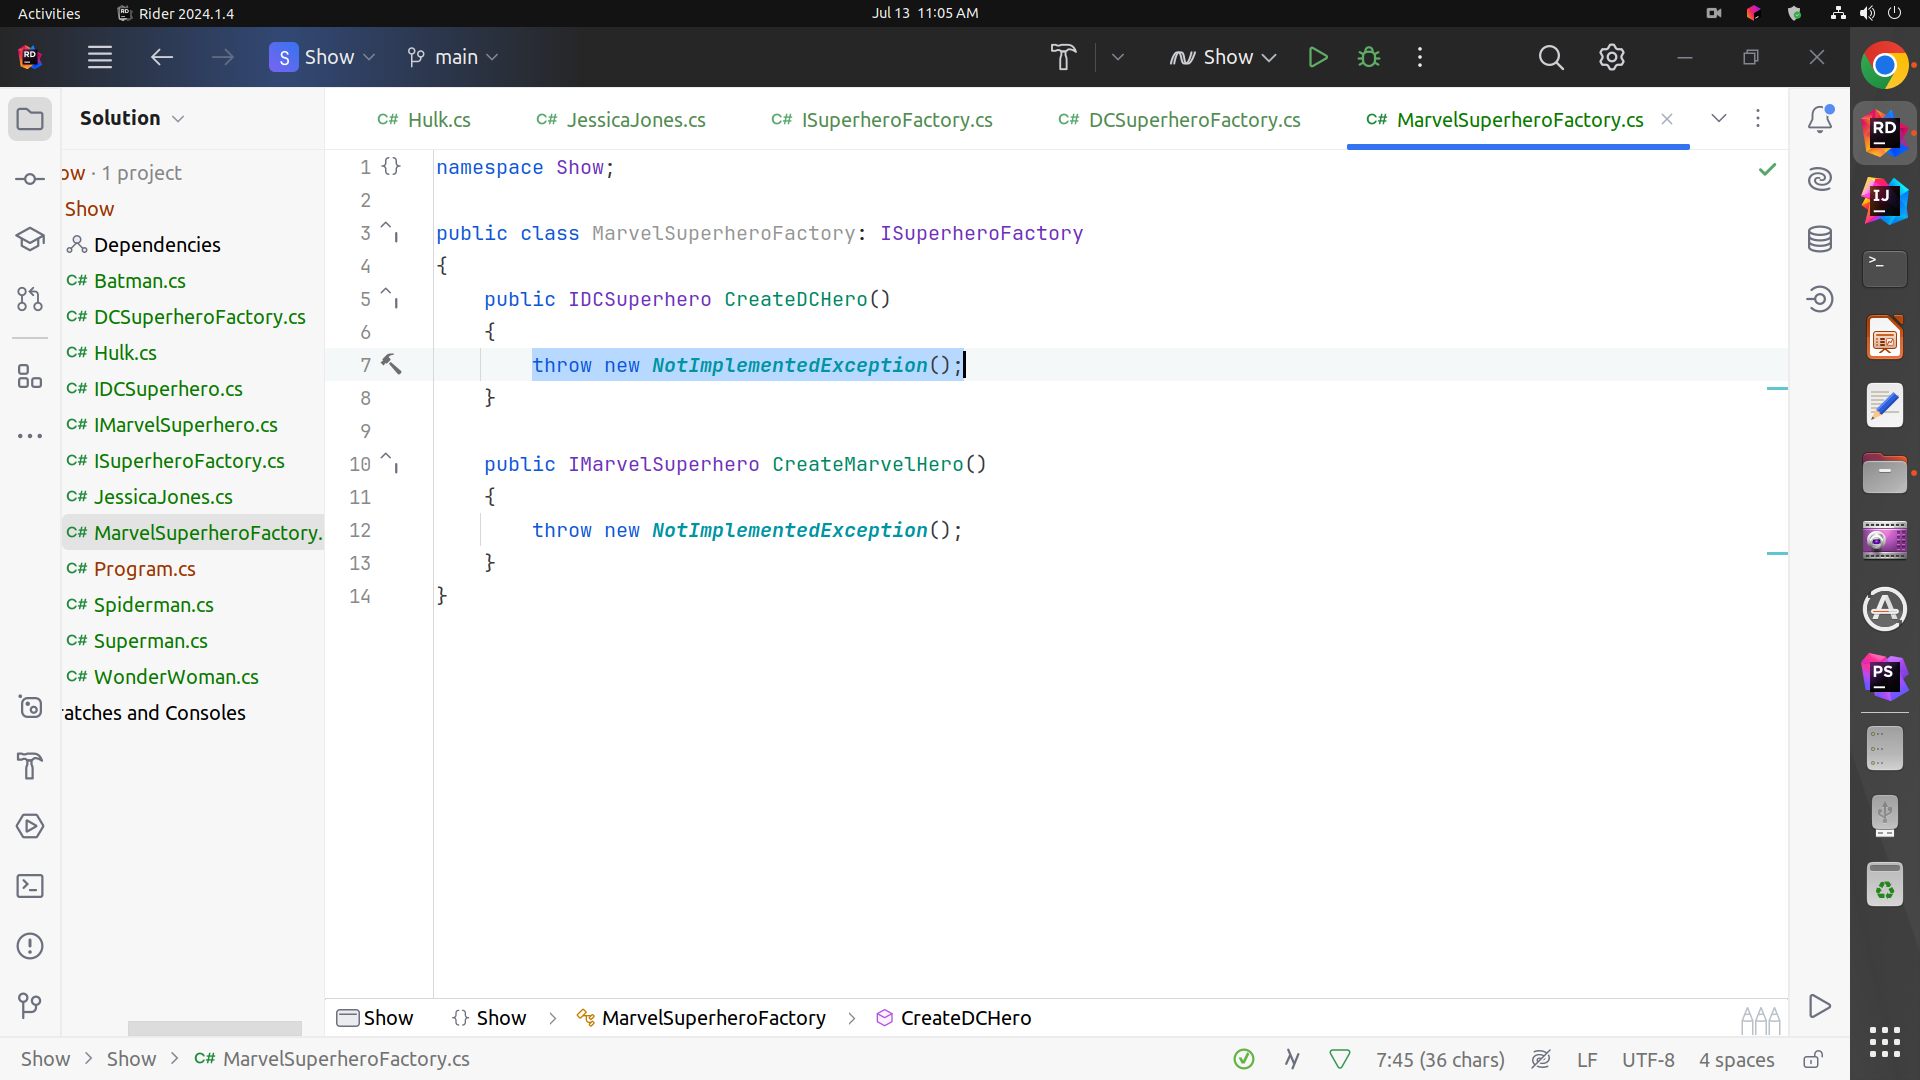 Activities Rider 2024.1.4 Jul 13 11:05 AM
RD S Show main Show
Solution
ow · 1 project
Show
Dependencies
C# Batman.cs
C# DCSuperheroFactory.cs
C# Hulk.cs
C# IDCSuperhero.cs
C# IMarvelSuperhero.cs
C# ISuperheroFactory.cs
C# JessicaJones.cs
C# MarvelSuperheroFactory.
C# Program.cs
C# Spiderman.cs
C# Superman.cs
C# WonderWoman.cs
ratches and Consoles
C# Hulk.cs C# JessicaJones.cs C# ISuperheroFactory.cs C# DCSuperheroFactory.cs C# MarvelSuperheroFactory.cs
1 {} namespace Show;
2
3 public class MarvelSuperheroFactory: ISuperheroFactory
4 {
5 public IDCSuperhero CreateDCHero()
6 {
7 throw new NotImplementedException();
8 }
9
10 public IMarvelSuperhero CreateMarvelHero()
11 {
12 throw new NotImplementedException();
13 }
14 }
Show {} Show > MarvelSuperheroFactory > CreateDCHero
Show > Show > C# MarvelSuperheroFactory.cs 7:45 (36 chars) LF UTF-8 4 spaces
RD
IJ
>_
PS